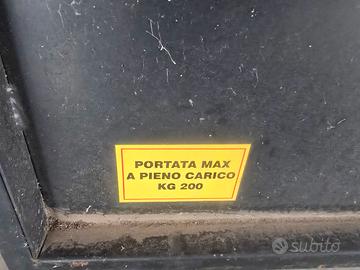 PORTATA MAX
A PIENO CARICO
KG 200
subito